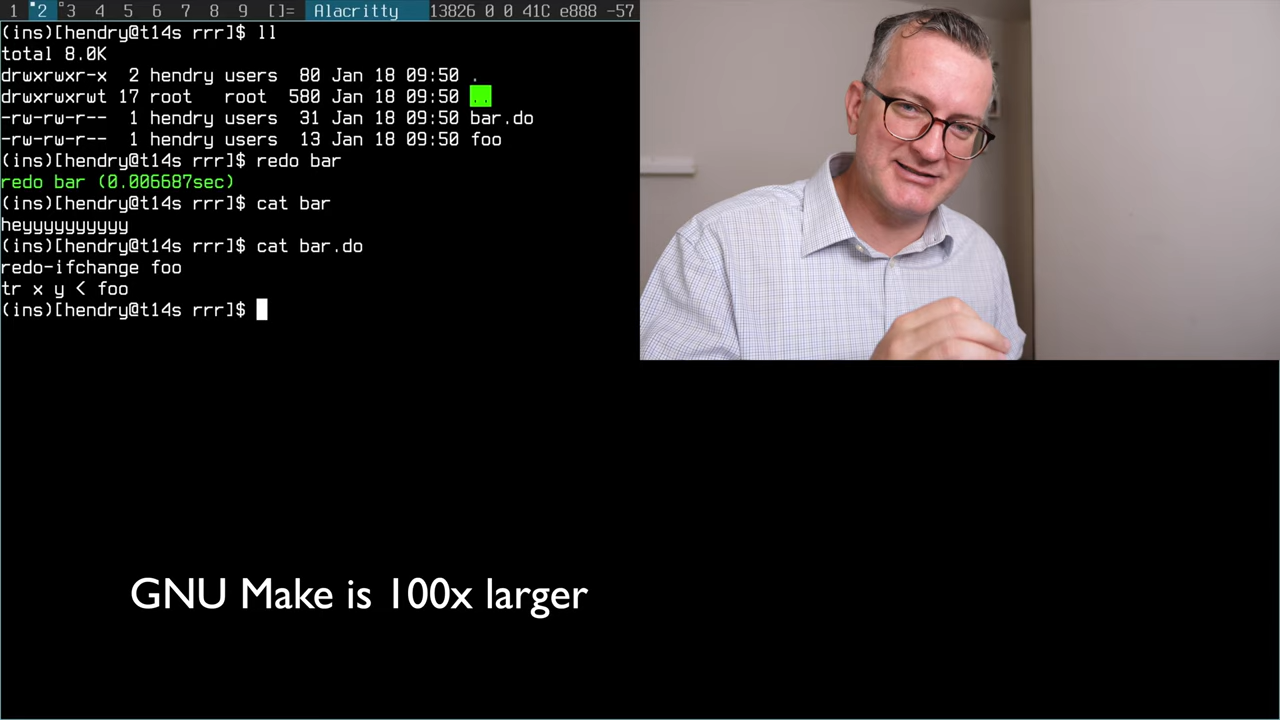 1 2 3 4 5 6 7 8 9 []= Alacritty 13826 0 0 41C e888 -57
(ins)[hendry@t14s rrr]$ ll
total 8.0K
drwxrwxr-x 2 hendry users 80 Jan 18 09:50 .
drwxrwxrwt 17 root root 580 Jan 18 09:50 ..
-rw-rw-r-- 1 hendry users 31 Jan 18 09:50 bar.do
-rw-rw-r-- 1 hendry users 13 Jan 18 09:50 foo
(ins)[hendry@t14s rrr]$ redo bar
redo bar (0.006687sec)
(ins)[hendry@t14s rrr]$ cat bar
heyyyyyyyyyy
(ins)[hendry@t14s rrr]$ cat bar.do
redo-ifchange foo
tr x y < foo
(ins)[hendry@t14s rrr]$
GNU Make is 100x larger